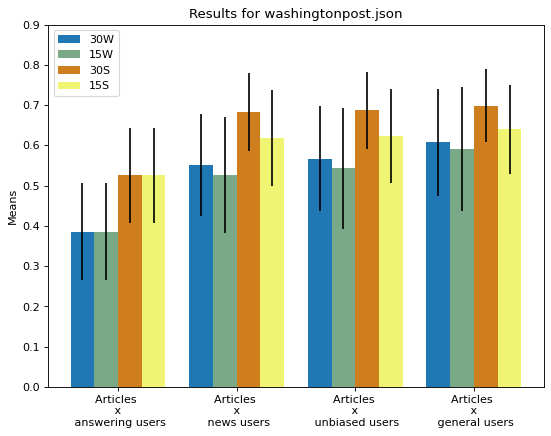 Results for washingtonpost.json
0.9
0.8
0.7
0.6
0.5
0.4
0.3
0.2
0.1
0.0
Means
30W
15W
30S
15S
Articles
x
answering users
Articles
x
news users
Articles
x
unbiased users
Articles
x
general users